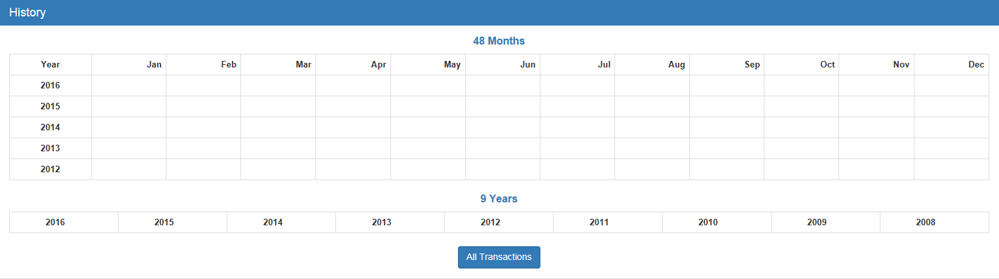 History
48 Months
Year Jan Feb Mar Apr May Jun Jul Aug Sep Oct Nov Dec
2016
2015
2014
2013
2012
9 Years
2016 2015 2014 2013 2012 2011 2010 2009 2008
All Transactions